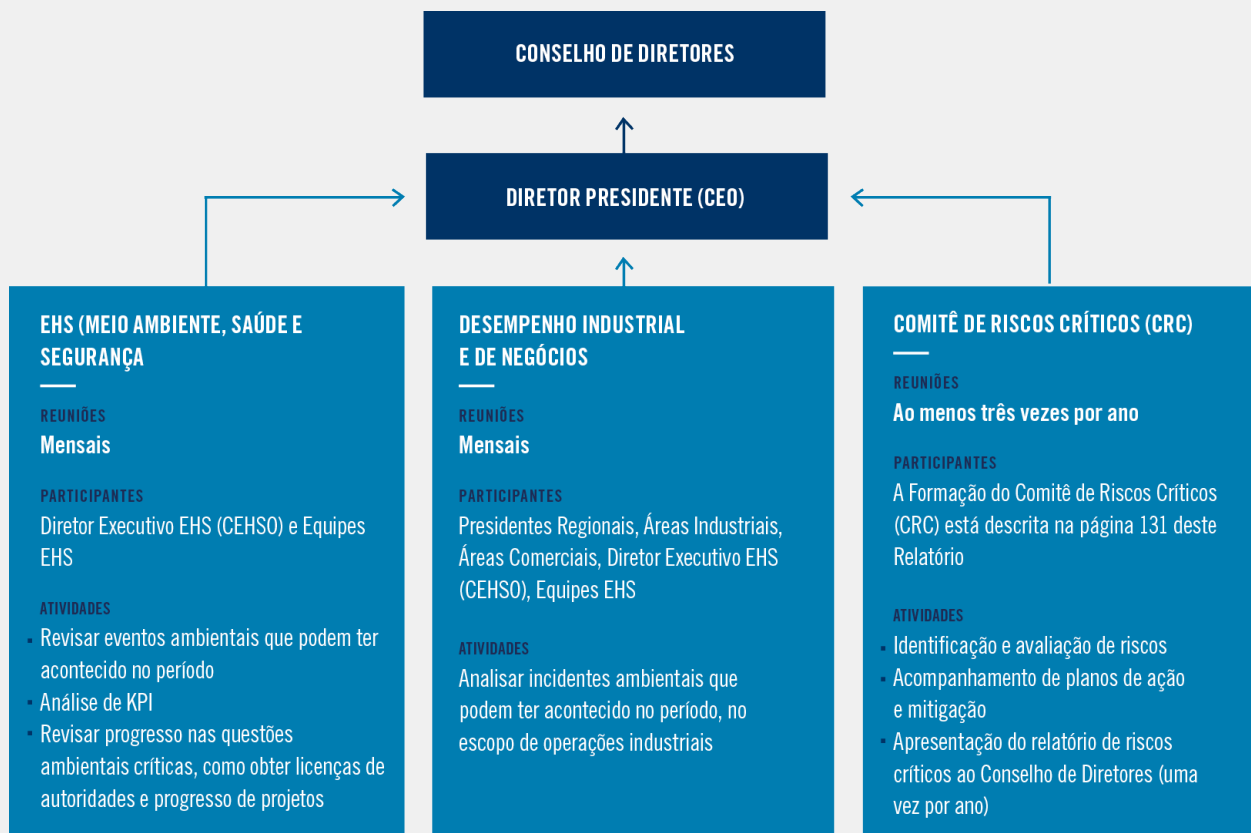 CONSELHO DE DIRETORES
DIRETOR PRESIDENTE (CEO)
EHS (MEIO AMBIENTE, SAÚDE E
SEGURANÇA
REUNIÕES
Mensais
PARTICIPANTES
Diretor Executivo EHS (CEHSO) e Equipes
EHS
ATIVIDADES
▪ Revisar eventos ambientais que podem ter
acontecido no período
▪ Análise de KPI
▪ Revisar progresso nas questões
ambientais críticas, como obter licenças de
autoridades e progresso de projetos
DESEMPENHO INDUSTRIAL
E DE NEGÓCIOS
REUNIÕES
Mensais
PARTICIPANTES
Presidentes Regionais, Áreas Industriais,
Áreas Comerciais, Diretor Executivo EHS
(CEHSO), Equipes EHS
ATIVIDADES
Analisar incidentes ambientais que
podem ter acontecido no período, no
escopo de operações industriais
COMITÊ DE RISCOS CRÍTICOS (CRC)
REUNIÕES
Ao menos três vezes por ano
PARTICIPANTES
A Formação do Comitê de Riscos Críticos
(CRC) está descrita na página 131 deste
Relatório
ATIVIDADES
▪ Identificação e avaliação de riscos
▪ Acompanhamento de planos de ação
e mitigação
▪ Apresentação do relatório de riscos
críticos ao Conselho de Diretores (uma
vez por ano)